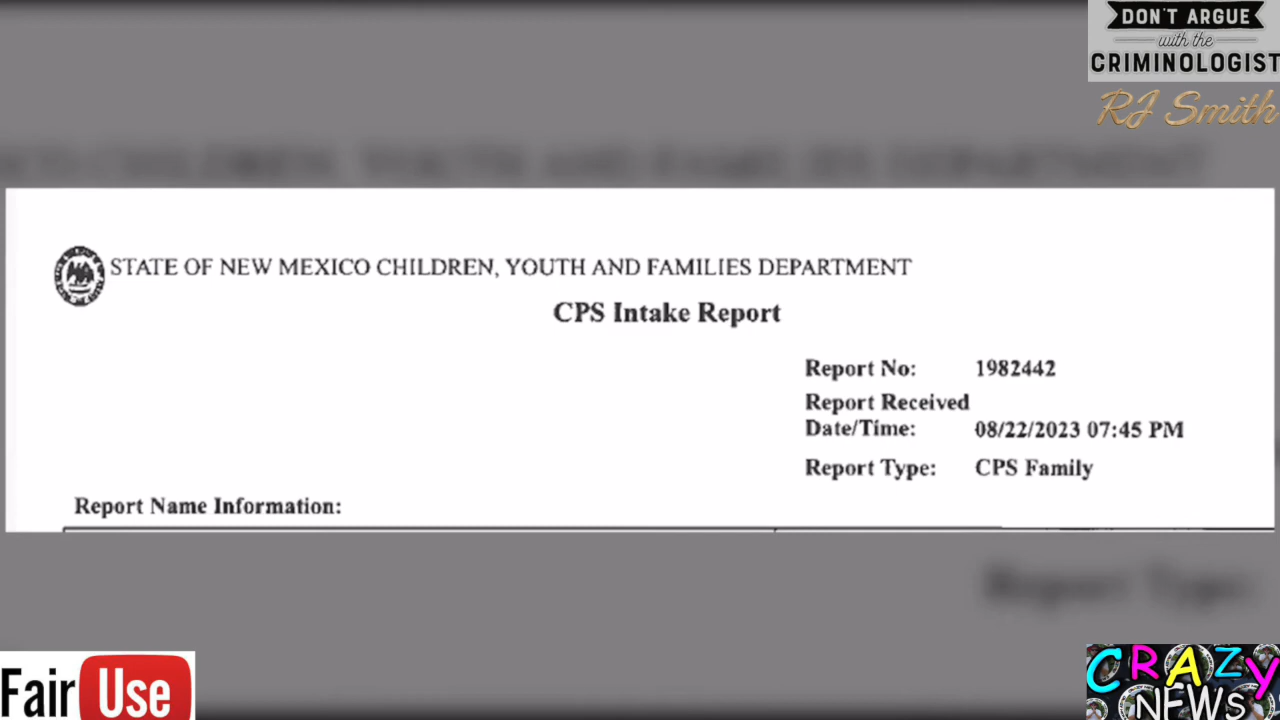 DON'T ARGUE
with the
CRIMINOLOGIST
RJ Smith
STATE OF NEW MEXICO CHILDREN, YOUTH AND FAMILIES DEPARTMENT
CPS Intake Report
Report No: 1982442
Report Received
Date/Time: 08/22/2023 07:45 PM
Report Type: CPS Family
Report Name Information:
Report Type:
Fair Use
CRAZY
NEWS